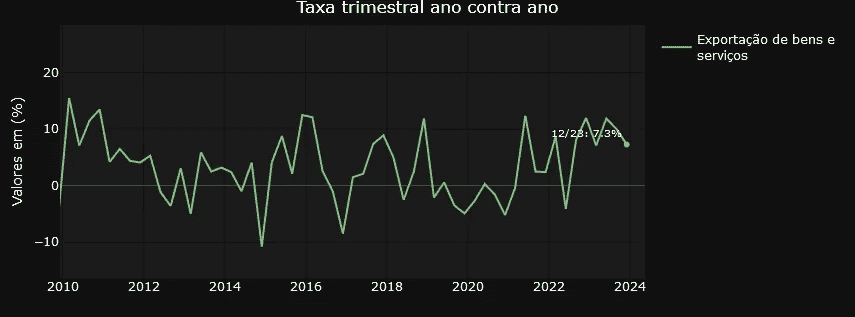 Taxa trimestral ano contra ano
Exportação de bens e
serviços
Valores em (%)
20
10
0
−10
12/23: 7.3%
2010 2012 2014 2016 2018 2020 2022 2024